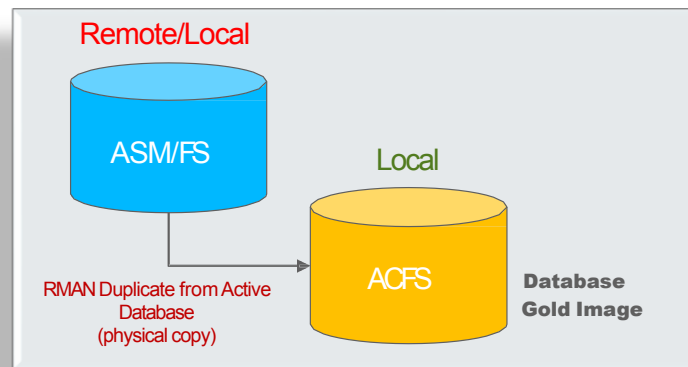 Remote/Local
ASM/FS
Local
RMAN Duplicate from Active
Database
(physical copy)
ACFS
Database
Gold Image